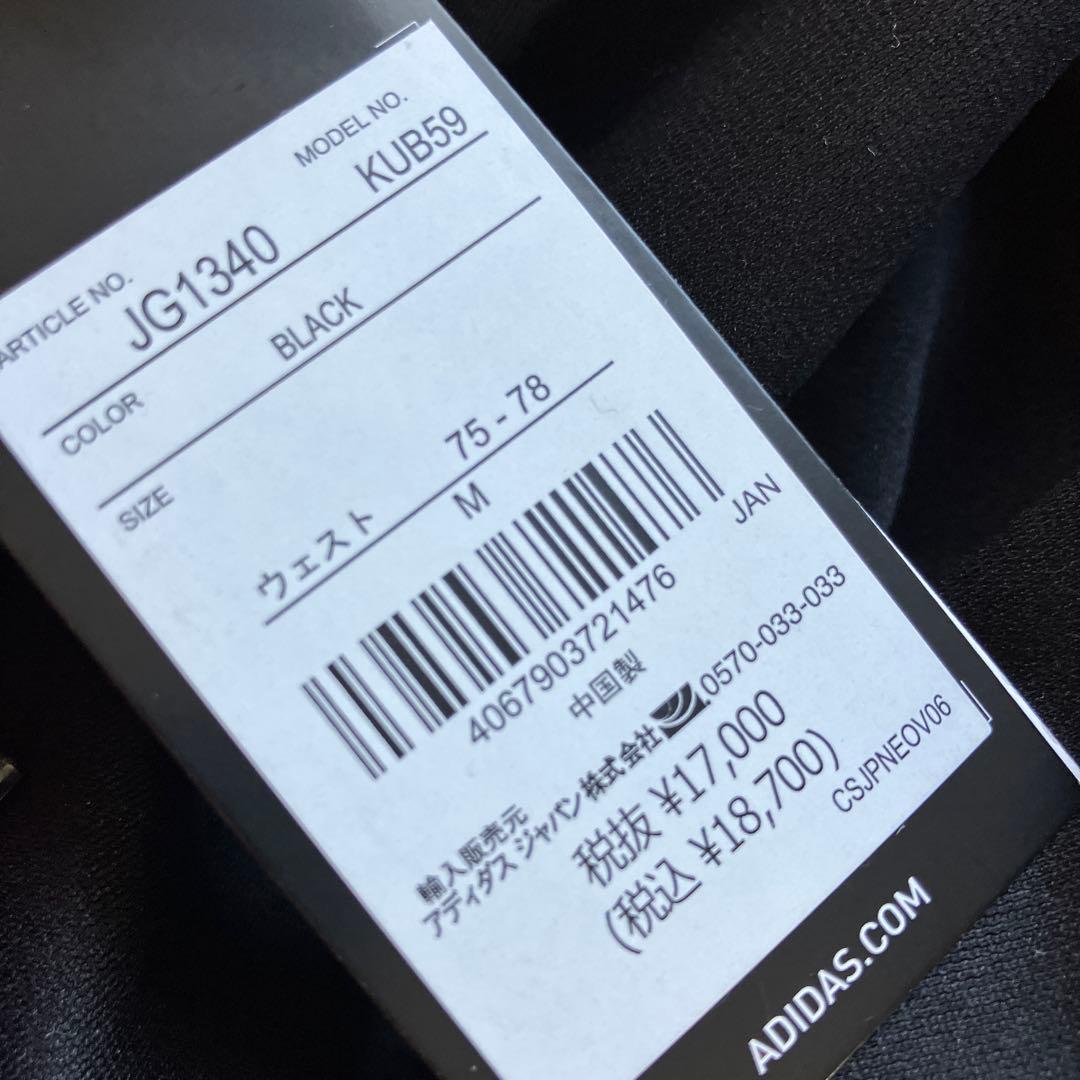 MODEL NO.
KUB59
ARTICLE NO.
JG1340
COLOR
BLACK
SIZE
75 - 78
ウェスト
M
JAN
4067903721476
中国製
輸入販売元
アディダス ジャパン 株式会社 0570-033-033
税抜 ¥17,000
(税込 ¥18,700)
CSJPNEOV06
ADIDAS.COM